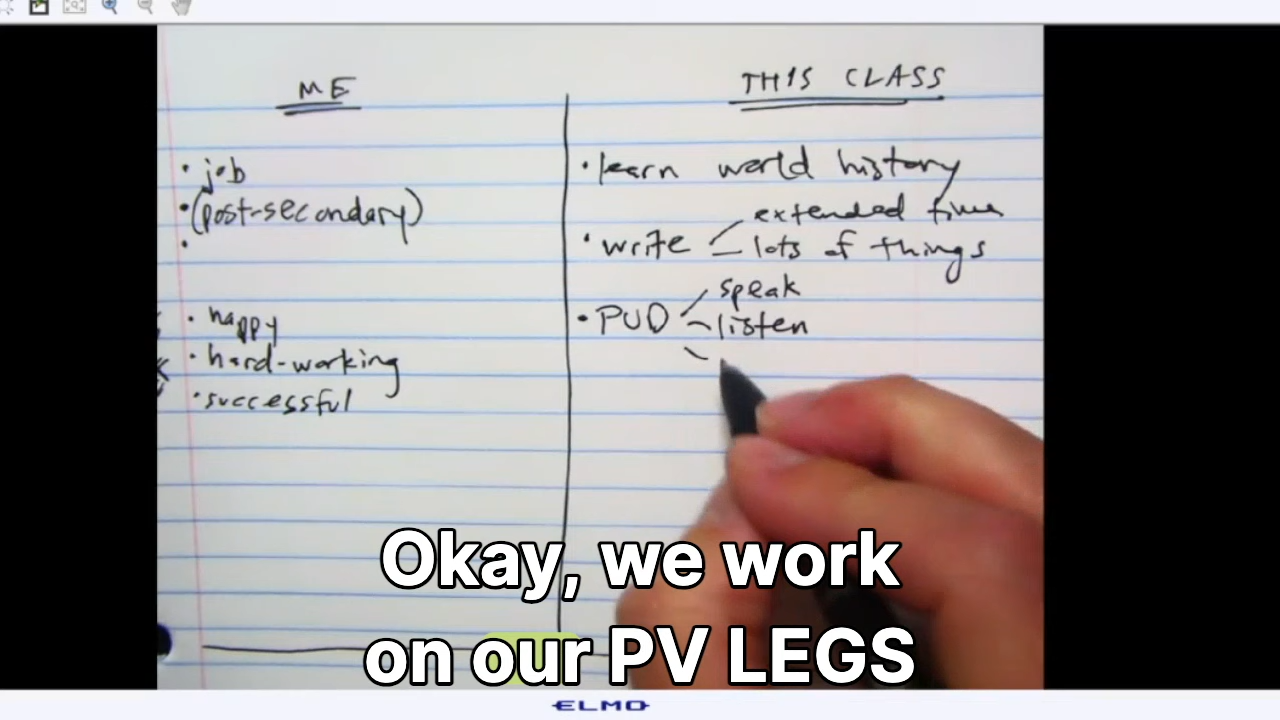 ME
• job
• (post-secondary)
•
• happy
• hard-working
• successful
THIS CLASS
• learn world history
extended time
• write
lots of things
speak
• PUD
listen
Okay, we work
on our PV LEGS
ELMO